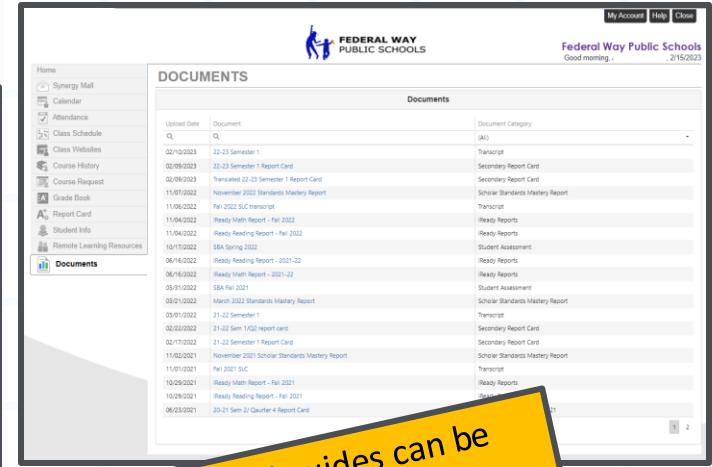 My Account Help Close
FEDERAL WAY
PUBLIC SCHOOLS
Federal Way Public Schools
Good morning, , 2/15/2023
Home
Synergy Mail
Calendar
Attendance
Class Schedule
Class Websites
Course History
Course Request
Grade Book
Report Card
Student Info
Remote Learning Resources
Documents
DOCUMENTS
Documents
Upload Date Document Document Category
(All)
02/10/2023 22-23 Semester 1 Transcript
02/09/2023 22-23 Semester 1 Report Card Secondary Report Card
02/09/2023 Translated 22-23 Semester 1 Report Card Secondary Report Card
11/07/2022 November 2022 Standards Mastery Report Scholar Standards Mastery Report
11/06/2022 Fall 2022 SLC transcript Transcript
11/04/2022 iReady Math Report - Fall 2022 iReady Reports
11/04/2022 iReady Reading Report - Fall 2022 iReady Reports
10/17/2022 SBA Spring 2022 Student Assessment
06/16/2022 iReady Reading Report - 2021-22 iReady Reports
06/16/2022 iReady Math Report - 2021-22 iReady Reports
03/31/2022 SBA Fall 2021 Student Assessment
03/21/2022 March 2022 Standards Mastery Report Scholar Standards Mastery Report
03/01/2022 21-22 Semester 1 Transcript
02/22/2022 21-22 Sem 1/Q2 report card Secondary Report Card
02/17/2022 21-22 Semester 1 Report Card Secondary Report Card
11/02/2021 November 2021 Scholar Standards Mastery Report Scholar Standards Mastery Report
11/01/2021 Fall 2021 SLC Transcript
10/29/2021 iReady Math Report - Fall 2021 iReady Reports
10/29/2021 iReady Reading Report - Fall 2021
06/23/2021 20-21 Sem 2/ Qaurter 4 Report Card
1 2
can be